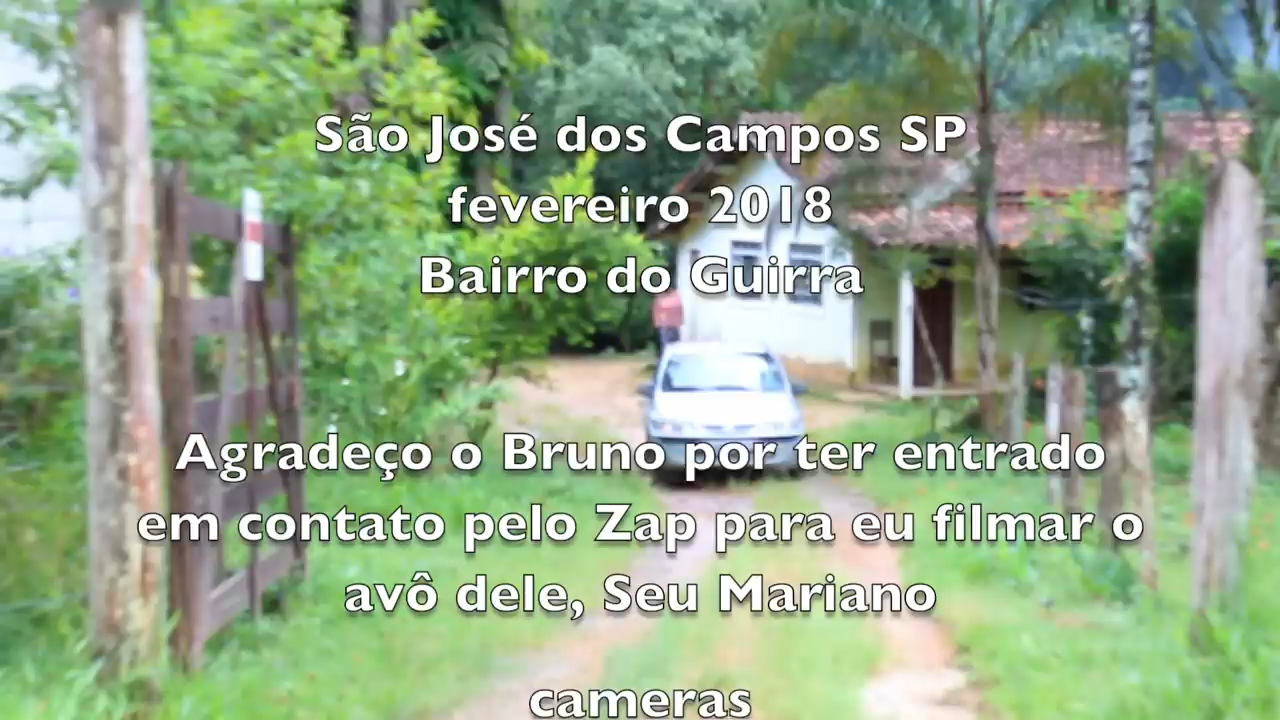 São José dos Campos SP
fevereiro 2018
Bairro do Guirra
Agradeço o Bruno por ter entrado
em contato pelo Zap para eu filmar o
avô dele, Seu Mariano
cameras